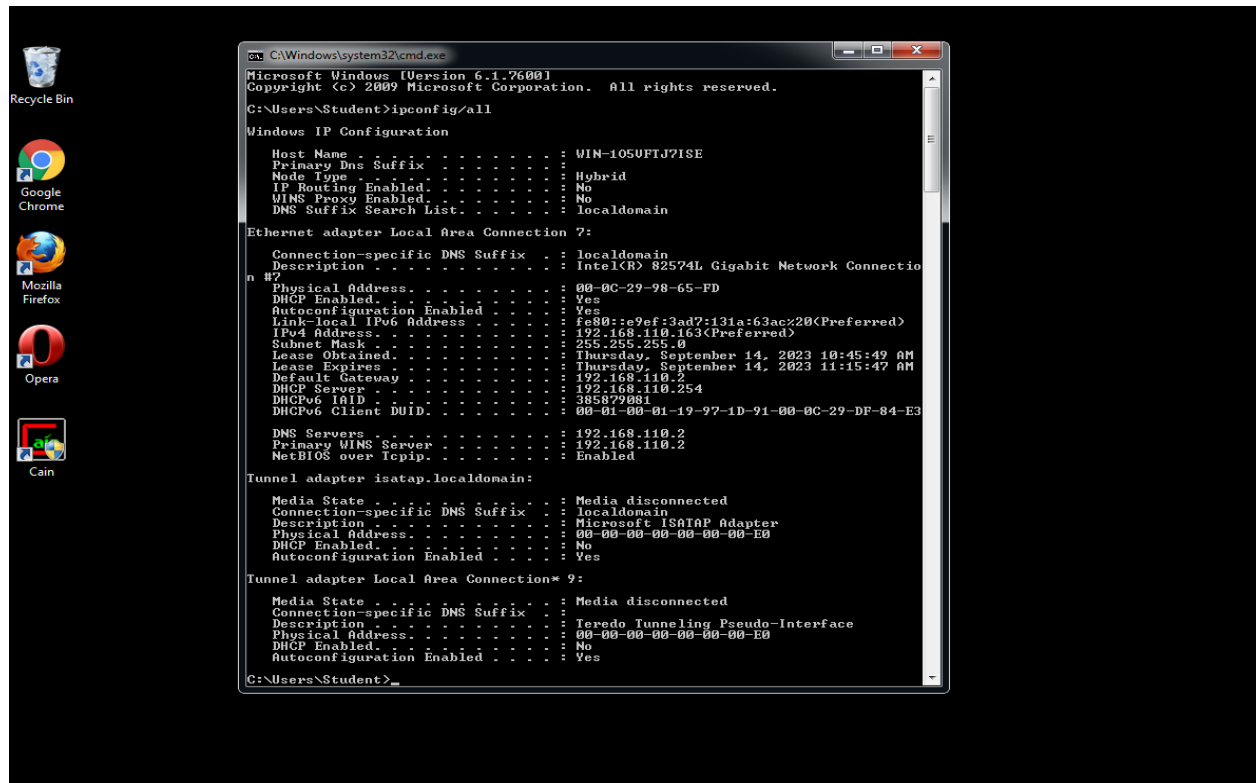 Recycle Bin
Google
Chrome
Mozilla
Firefox
Opera
Cain
C:\Windows\system32\cmd.exe
Microsoft Windows [Version 6.1.7600]
Copyright (c) 2009 Microsoft Corporation.  All rights reserved.
C:\Users\Student>ipconfig/all
Windows IP Configuration
Host Name . . . . . . . . . . . . : WIN-105VFTJ7ISE
Primary Dns Suffix  . . . . . . . :
Node Type . . . . . . . . . . . . : Hybrid
IP Routing Enabled. . . . . . . . : No
WINS Proxy Enabled. . . . . . . . : No
DNS Suffix Search List. . . . . . : localdomain
Ethernet adapter Local Area Connection 7:
Connection-specific DNS Suffix  . : localdomain
Description . . . . . . . . . . . : Intel(R) 82574L Gigabit Network Connectio
n #7
Physical Address. . . . . . . . . : 00-0C-29-98-65-FD
DHCP Enabled. . . . . . . . . . . : Yes
Autoconfiguration Enabled . . . . : Yes
Link-local IPv6 Address . . . . . : fe80::e9ef:3ad7:131a:63ac%20(Preferred)
IPv4 Address. . . . . . . . . . . : 192.168.110.163(Preferred)
Subnet Mask . . . . . . . . . . . : 255.255.255.0
Lease Obtained. . . . . . . . . . : Thursday, September 14, 2023 10:45:49 AM
Lease Expires . . . . . . . . . . : Thursday, September 14, 2023 11:15:47 AM
Default Gateway . . . . . . . . . : 192.168.110.2
DHCP Server . . . . . . . . . . . : 192.168.110.254
DHCPv6 IAID . . . . . . . . . . . : 385879081
DHCPv6 Client DUID. . . . . . . . : 00-01-00-01-19-97-1D-91-00-0C-29-DF-84-E3
DNS Servers . . . . . . . . . . . : 192.168.110.2
Primary WINS Server . . . . . . . : 192.168.110.2
NetBIOS over Tcpip. . . . . . . . : Enabled
Tunnel adapter isatap.localdomain:
Media State . . . . . . . . . . . : Media disconnected
Connection-specific DNS Suffix  . : localdomain
Description . . . . . . . . . . . : Microsoft ISATAP Adapter
Physical Address. . . . . . . . . : 00-00-00-00-00-00-00-E0
DHCP Enabled. . . . . . . . . . . : No
Autoconfiguration Enabled . . . . : Yes
Tunnel adapter Local Area Connection* 9:
Media State . . . . . . . . . . . : Media disconnected
Connection-specific DNS Suffix  . :
Description . . . . . . . . . . . : Teredo Tunneling Pseudo-Interface
Physical Address. . . . . . . . . : 00-00-00-00-00-00-00-E0
DHCP Enabled. . . . . . . . . . . : No
Autoconfiguration Enabled . . . . : Yes
C:\Users\Student>_